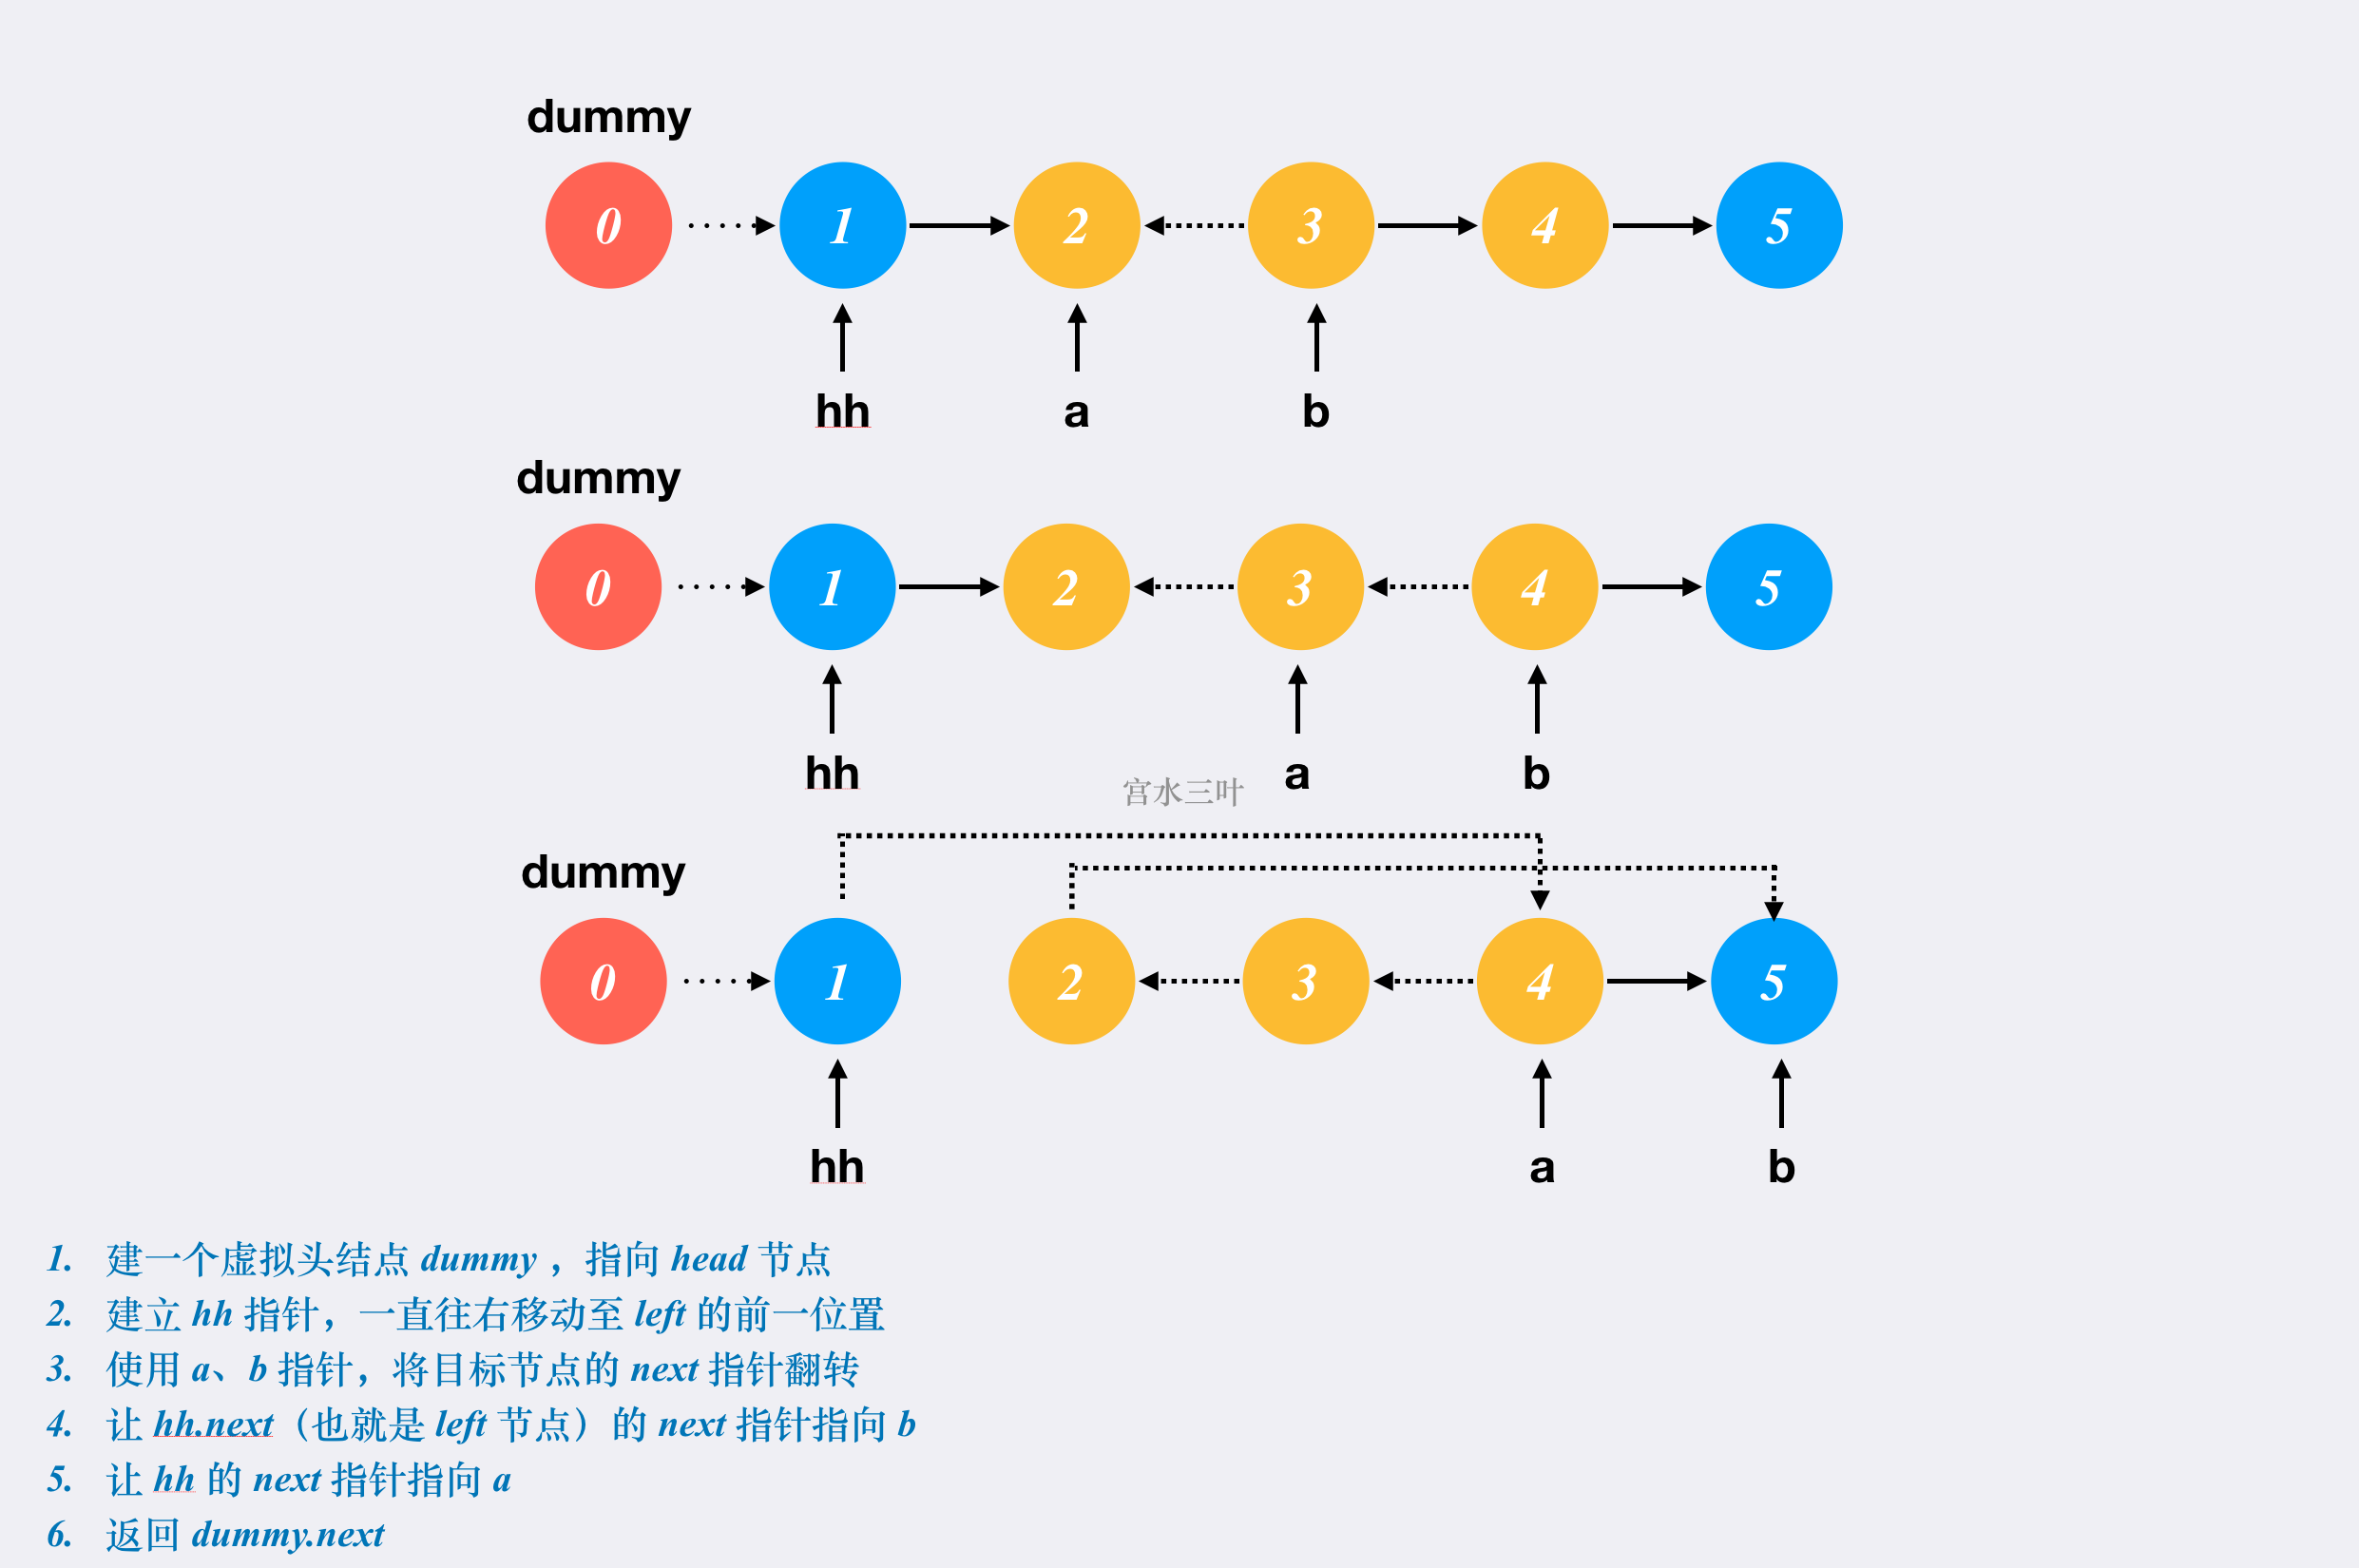 dummy
0 1 2 3 4 5
hh a b
dummy
0 1 2 3 4 5
hh a b
宫水三叶
dummy
0 1 2 3 4 5
hh a b
1. 建一个虚拟头结点 dummy ，指向 head 节点
2. 建立 hh 指针，一直往右移动至 left 的前一位置
3. 使用 a、b 指针，将目标节点的 next 指针翻转
4. 让 hh.next（也就是 left 节点）的 next 指针指向 b
5. 让 hh 的 next 指针指向 a
6. 返回 dummy.next